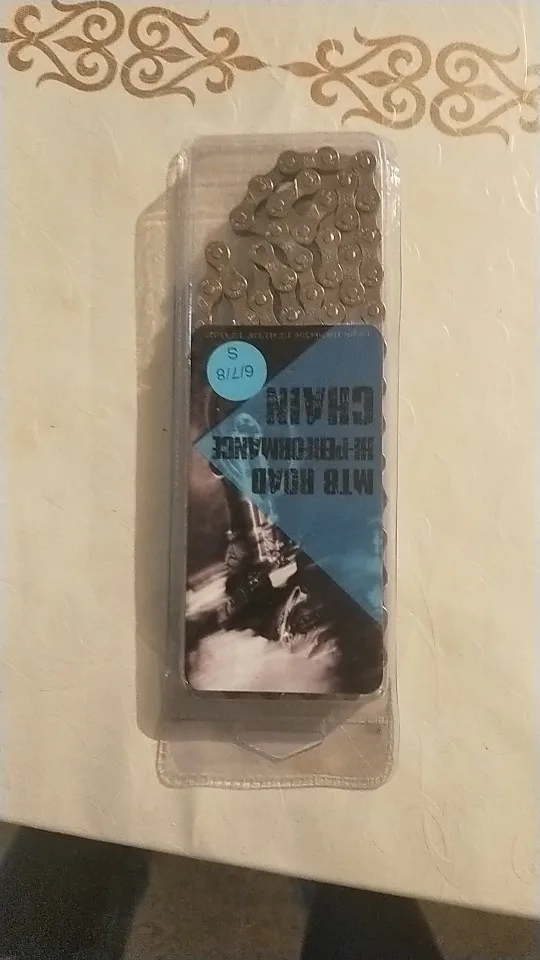 MTB ROAD
HI-PERFORMANCE
CHAIN
6/7/8
S